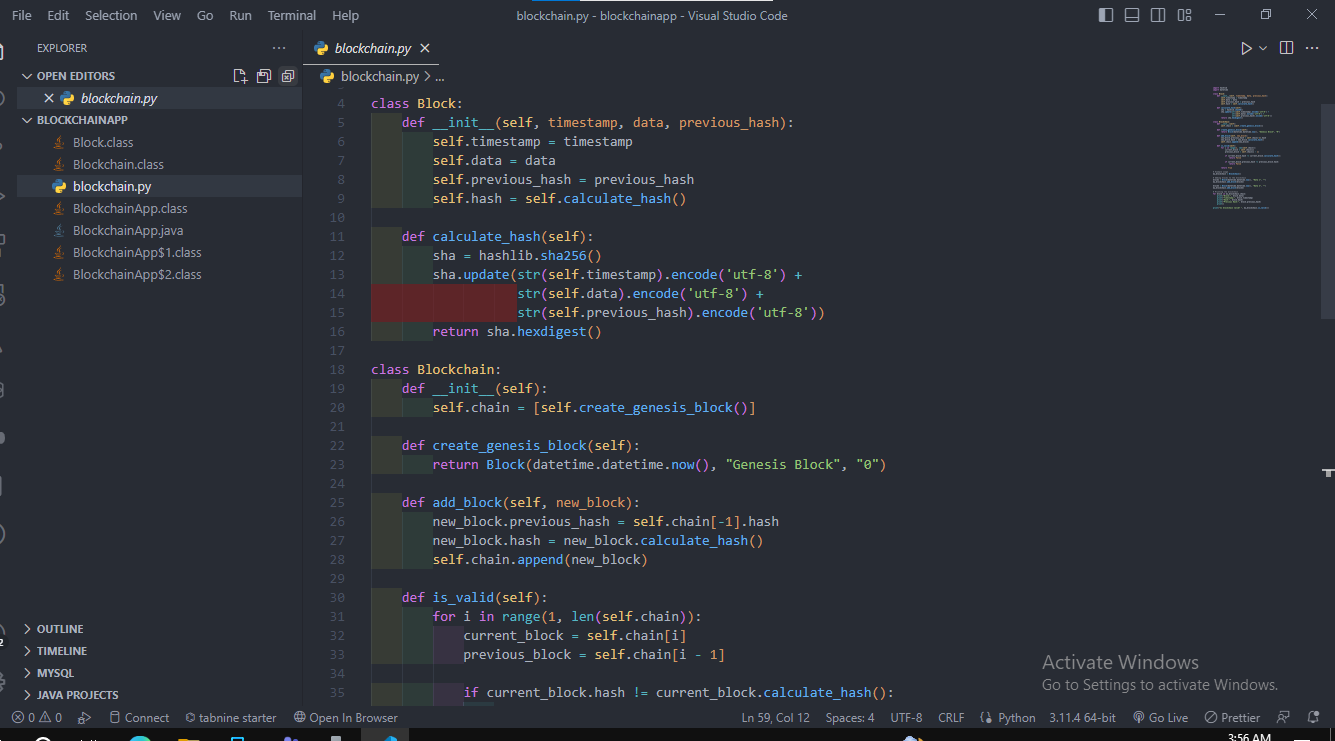 File Edit Selection View Go Run Terminal Help
blockchain.py - blockchainapp - Visual Studio Code
EXPLORER
OPEN EDITORS
blockchain.py
BLOCKCHAINAPP
Block.class
Blockchain.class
blockchain.py
BlockchainApp.class
BlockchainApp.java
BlockchainApp$1.class
BlockchainApp$2.class
OUTLINE
TIMELINE
MYSQL
JAVA PROJECTS
blockchain.py
blockchain.py > ...
4 class Block:
5 def __init__(self, timestamp, data, previous_hash):
6 self.timestamp = timestamp
7 self.data = data
8 self.previous_hash = previous_hash
9 self.hash = self.calculate_hash()
10
11 def calculate_hash(self):
12 sha = hashlib.sha256()
13 sha.update(str(self.timestamp).encode('utf-8') +
14 str(self.data).encode('utf-8') +
15 str(self.previous_hash).encode('utf-8'))
16 return sha.hexdigest()
17
18 class Blockchain:
19 def __init__(self):
20 self.chain = [self.create_genesis_block()]
21
22 def create_genesis_block(self):
23 return Block(datetime.datetime.now(), "Genesis Block", "0")
24
25 def add_block(self, new_block):
26 new_block.previous_hash = self.chain[-1].hash
27 new_block.hash = new_block.calculate_hash()
28 self.chain.append(new_block)
29
30 def is_valid(self):
31 for i in range(1, len(self.chain)):
32 current_block = self.chain[i]
33 previous_block = self.chain[i - 1]
34
35 if current_block.hash != current_block.calculate_hash():
Activate Windows
Go to Settings to activate Windows.
0 0 Connect tabnine starter Open In Browser Ln 59, Col 12 Spaces: 4 UTF-8 CRLF Python 3.11.4 64-bit Go Live Prettier
3:56 AM